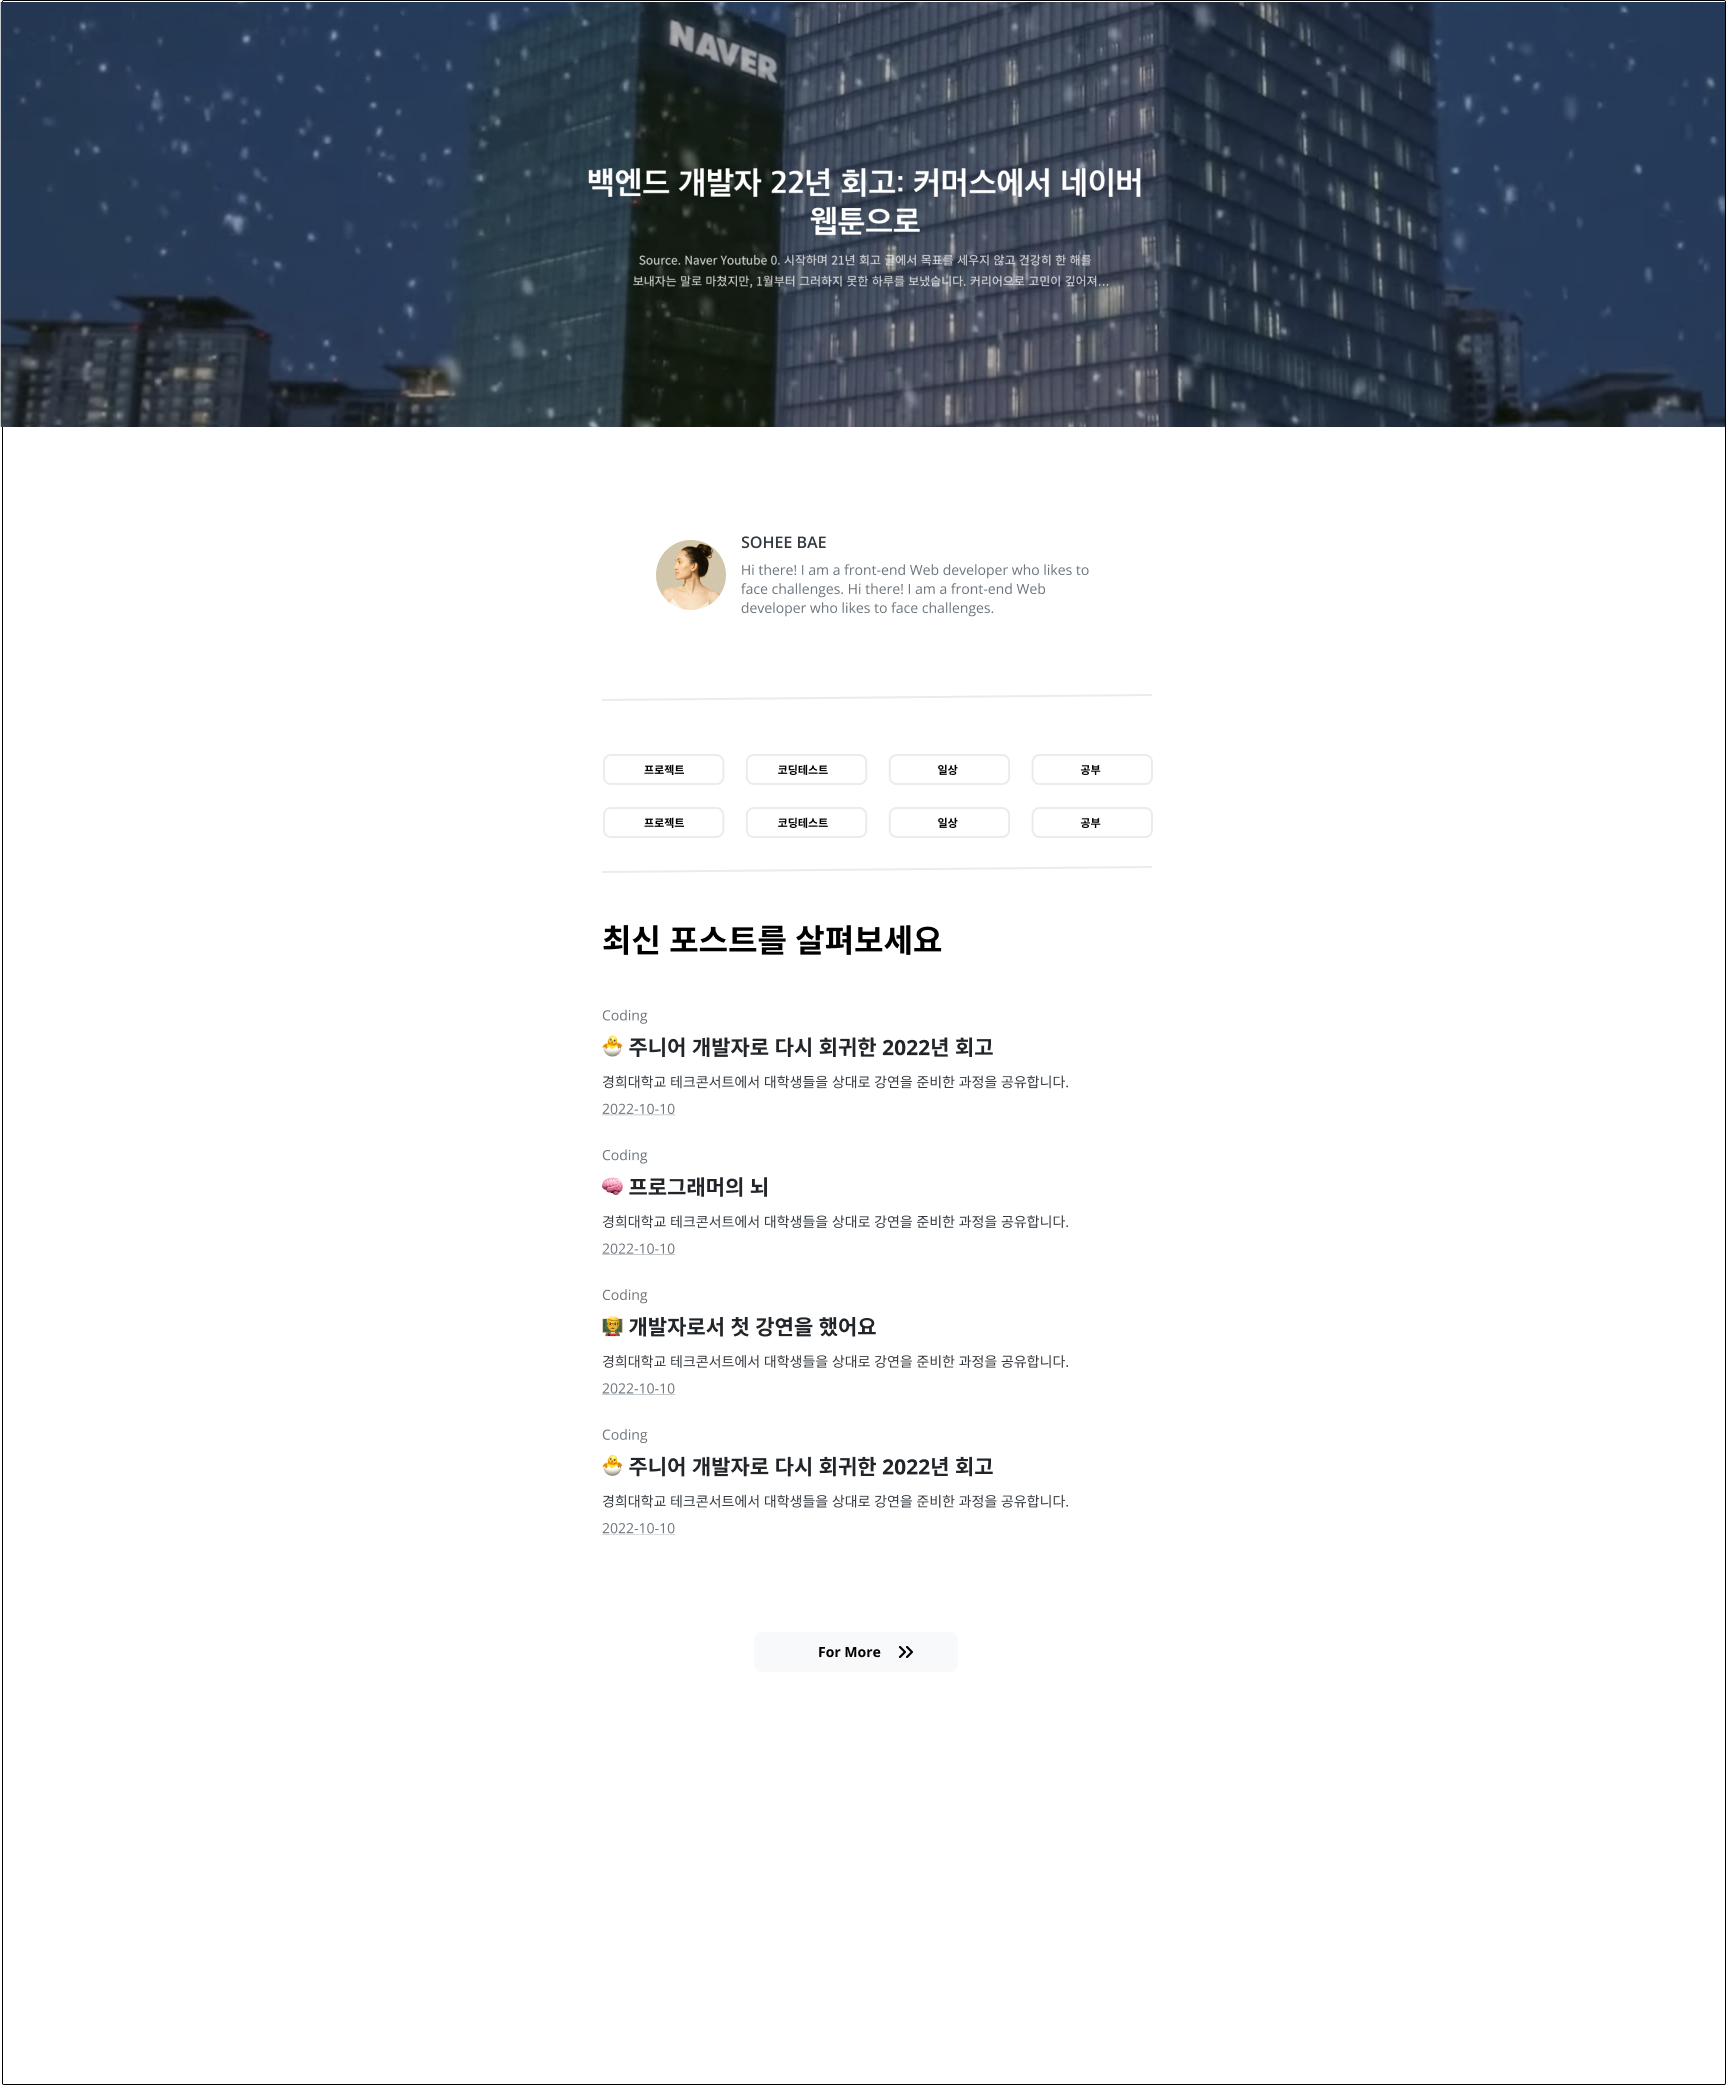 NAVER
백엔드 개발자 22년 회고: 커머스에서 네이버
웹툰으로
Source. Naver Youtube 0. 시작하며 21년 회고 글에서 목표를 세우지 않고 건강히 한 해를
보내자는 말로 마쳤지만, 1월부터 그러하지 못한 하루를 보냈습니다. 커리어으로 고민이 깊어져...
SOHEE BAE
Hi there! I am a front-end Web developer who likes to
face challenges. Hi there! I am a front-end Web
developer who likes to face challenges.
프로젝트 코딩테스트 일상 공부
프로젝트 코딩테스트 일상 공부
최신 포스트를 살펴보세요
Coding
🐣 주니어 개발자로 다시 회귀한 2022년 회고
경희대학교 테크콘서트에서 대학생들을 상대로 강연을 준비한 과정을 공유합니다.
2022-10-10
Coding
🧠 프로그래머의 뇌
경희대학교 테크콘서트에서 대학생들을 상대로 강연을 준비한 과정을 공유합니다.
2022-10-10
Coding
👨‍🏫 개발자로서 첫 강연을 했어요
경희대학교 테크콘서트에서 대학생들을 상대로 강연을 준비한 과정을 공유합니다.
2022-10-10
Coding
🐣 주니어 개발자로 다시 회귀한 2022년 회고
경희대학교 테크콘서트에서 대학생들을 상대로 강연을 준비한 과정을 공유합니다.
2022-10-10
For More